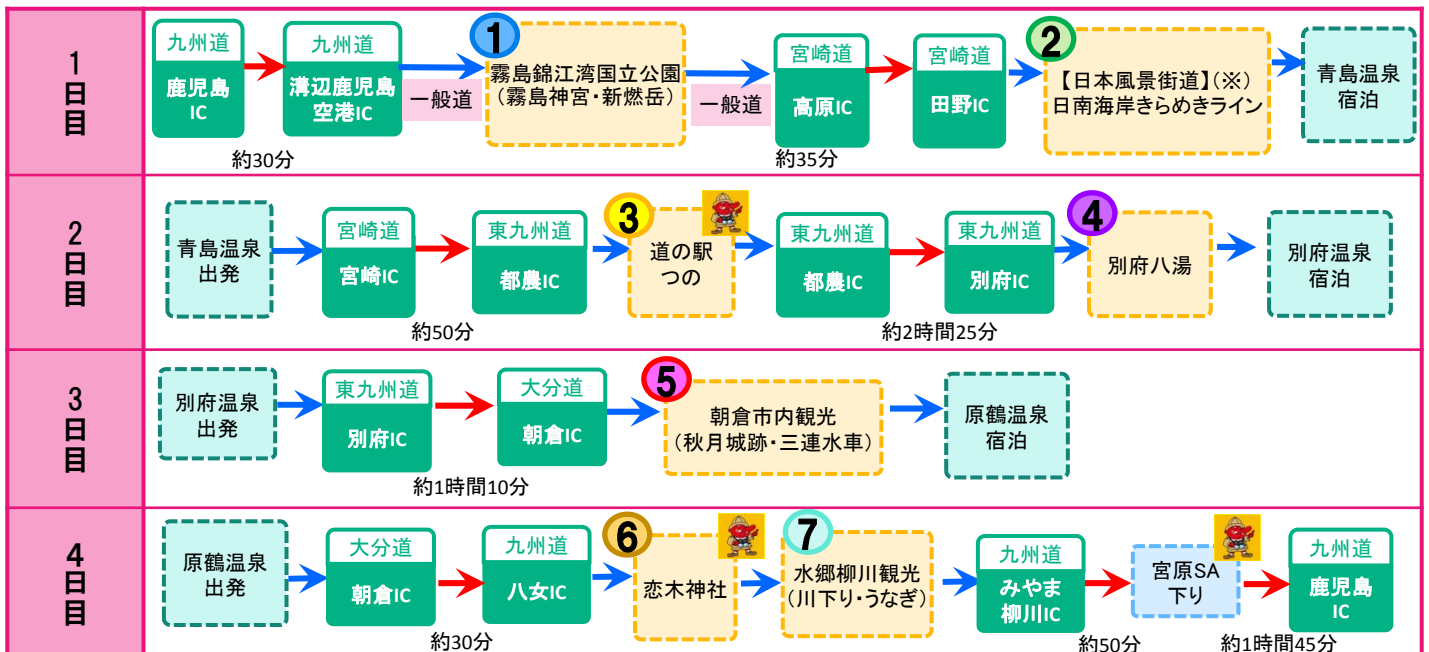 1
日
目
九州道
鹿児島
IC
九州道
溝辺鹿児島
空港IC
約30分
一般道
1
霧島錦江湾国立公園
(霧島神宮・新燃岳)
一般道
宮崎道
高原IC
宮崎道
田野IC
約35分
2
【日本風景街道】(※)
日南海岸きらめきライン
青島温泉
宿泊
2
日
目
青島温泉
出発
宮崎道
宮崎IC
東九州道
都農IC
約50分
3
道の駅
つの
東九州道
都農IC
東九州道
別府IC
約2時間25分
4
別府八湯
別府温泉
宿泊
3
日
目
別府温泉
出発
東九州道
別府IC
大分道
朝倉IC
約1時間10分
5
朝倉市内観光
(秋月城跡・三連水車)
原鶴温泉
宿泊
4
日
目
原鶴温泉
出発
大分道
朝倉IC
九州道
八女IC
約30分
6
恋木神社
7
水郷柳川観光
(川下り・うなぎ)
九州道
みやま
柳川IC
約50分
宮原SA
下り
約1時間45分
九州道
鹿児島
IC